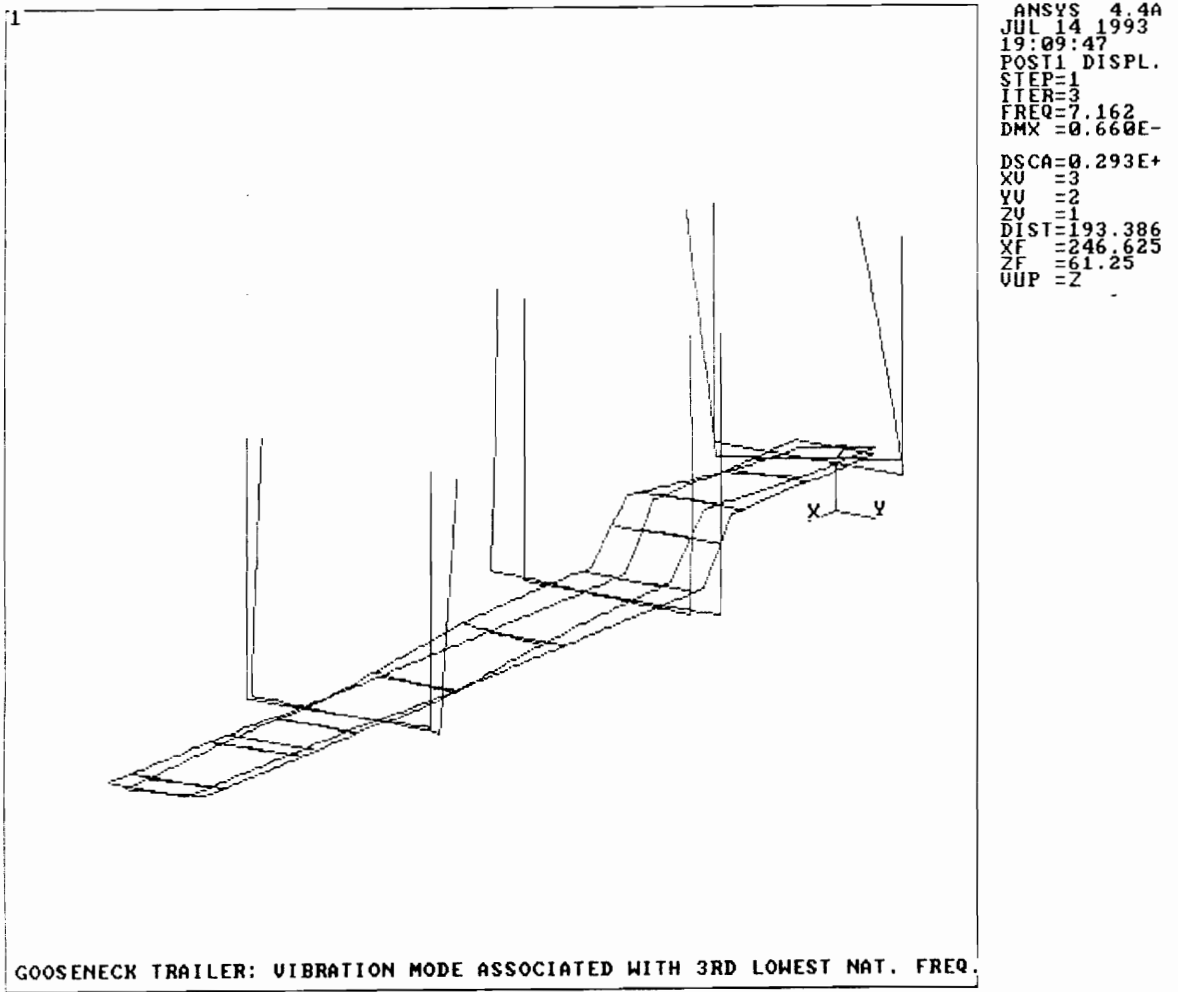 1
ANSYS 4.4A
JUL 14 1993
19:09:47
POST1 DISPL.
STEP=1
ITER=3
FREQ=7.162
DMX =0.660E-
DSCA=0.293E+
XV =3
YV =2
ZV =1
DIST=193.386
XF =246.625
ZF =61.25
VUP =Z
X Y
GOOSENECK TRAILER: VIBRATION MODE ASSOCIATED WITH 3RD LOWEST NAT. FREQ.